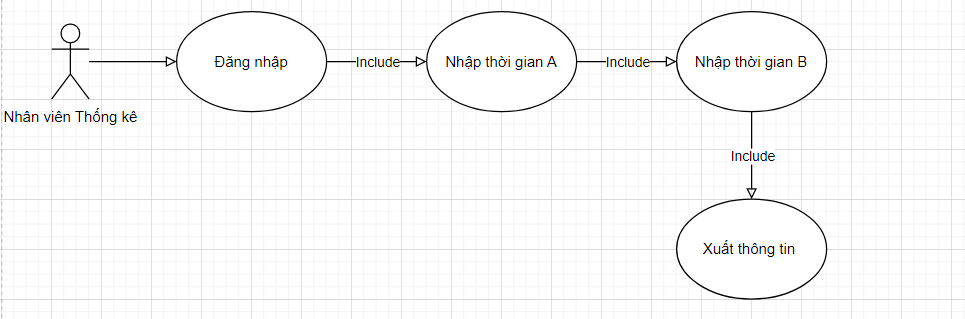 Đăng nhập
Include
Nhập thời gian A
Include
Nhập thời gian B
Nhân viên Thống kê
Include
Xuất thông tin